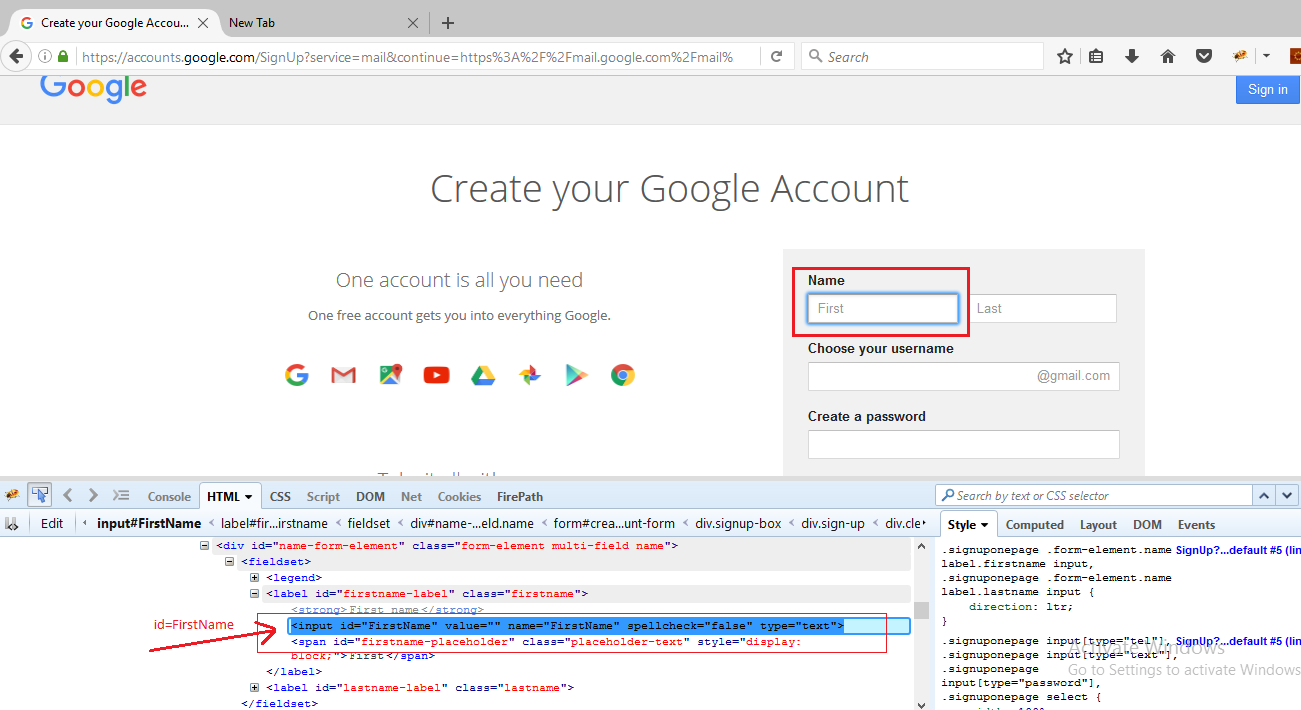 Create your Google Accou...
New Tab
https://accounts.google.com/SignUp?service=mail&continue=https%3A%2F%2Fmail.google.com%2Fmail%
Search
Google
Sign in
Create your Google Account
One account is all you need
One free account gets you into everything Google.
Name
First
Last
Choose your username
@gmail.com
Create a password
Console
HTML
CSS
Script
DOM
Net
Cookies
FirePath
Search by text or CSS selector
Edit
input#FirstName < label#fir...irstname < fieldset < div#name-...eld.name < form#crea...unt-form < div.signup-box < div.sign-up < div.cle
Style
Computed
Layout
DOM
Events
<div id="name-form-element" class="form-element multi-field name">
<fieldset>
<legend>
<label id="firstname-label" class="firstname">
<strong>First name</strong>
id=FirstName
<input id="FirstName" value="" name="FirstName" spellcheck="false" type="text">
<span id="firstname-placeholder" class="placeholder-text" style="display:
block;">First</span>
</label>
<label id="lastname-label" class="lastname">
</fieldset>
.signuponepage .form-element.name SignUp?...default #5 (lin
label.firstname input,
.signuponepage .form-element.name
label.lastname input {
direction: ltr;
}
.signuponepage input[type="tel"], SignUp?...default #5 (lin
.signuponepage input[type="text"],
.signuponepage
input[type="password"],
.signuponepage select {
Activate Windows
Go to Settings to activate Windows